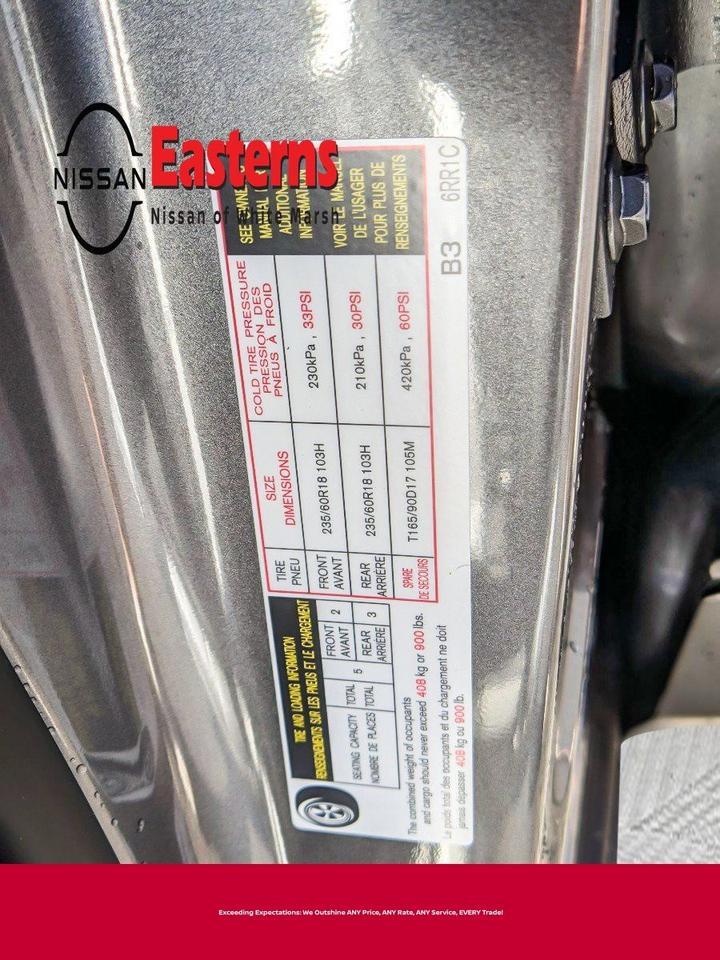 NISSAN
Easterns
Nissan of White Marsh
TIRE AND LOADING INFORMATION
RENSEIGNEMENTS SUR LES PNEUS ET LE CHARGEMENT
SEATING CAPACITY
NOMBRE DE PLACES
TOTAL
TOTAL
5
FRONT
AVANT
2
REAR
ARRIÈRE
3
The combined weight of occupants
and cargo should never exceed 408 kg or 900 lbs.
Le poids total des occupants et du chargement ne doit
jamais dépasser 408 kg ou 900 lb.
TIRE
PNEU
SIZE
DIMENSIONS
COLD TIRE PRESSURE
PRESSION DES
PNEUS À FROID
FRONT
AVANT
235/60R18 103H
230kPa , 33PSI
REAR
ARRIÈRE
235/60R18 103H
210kPa , 30PSI
SPARE
DE SECOURS
T165/90D17 105M
420kPa , 60PSI
SEE
MANUAL
ADDITIONAL
INFORMATION
VOIR LE MANUEL
DE L'USAGER
POUR PLUS DE
RENSEIGNEMENTS
B3 6RR1C
Exceeding Expectations: We Outshine ANY Price, ANY Rate, ANY Service, EVERY Trade!